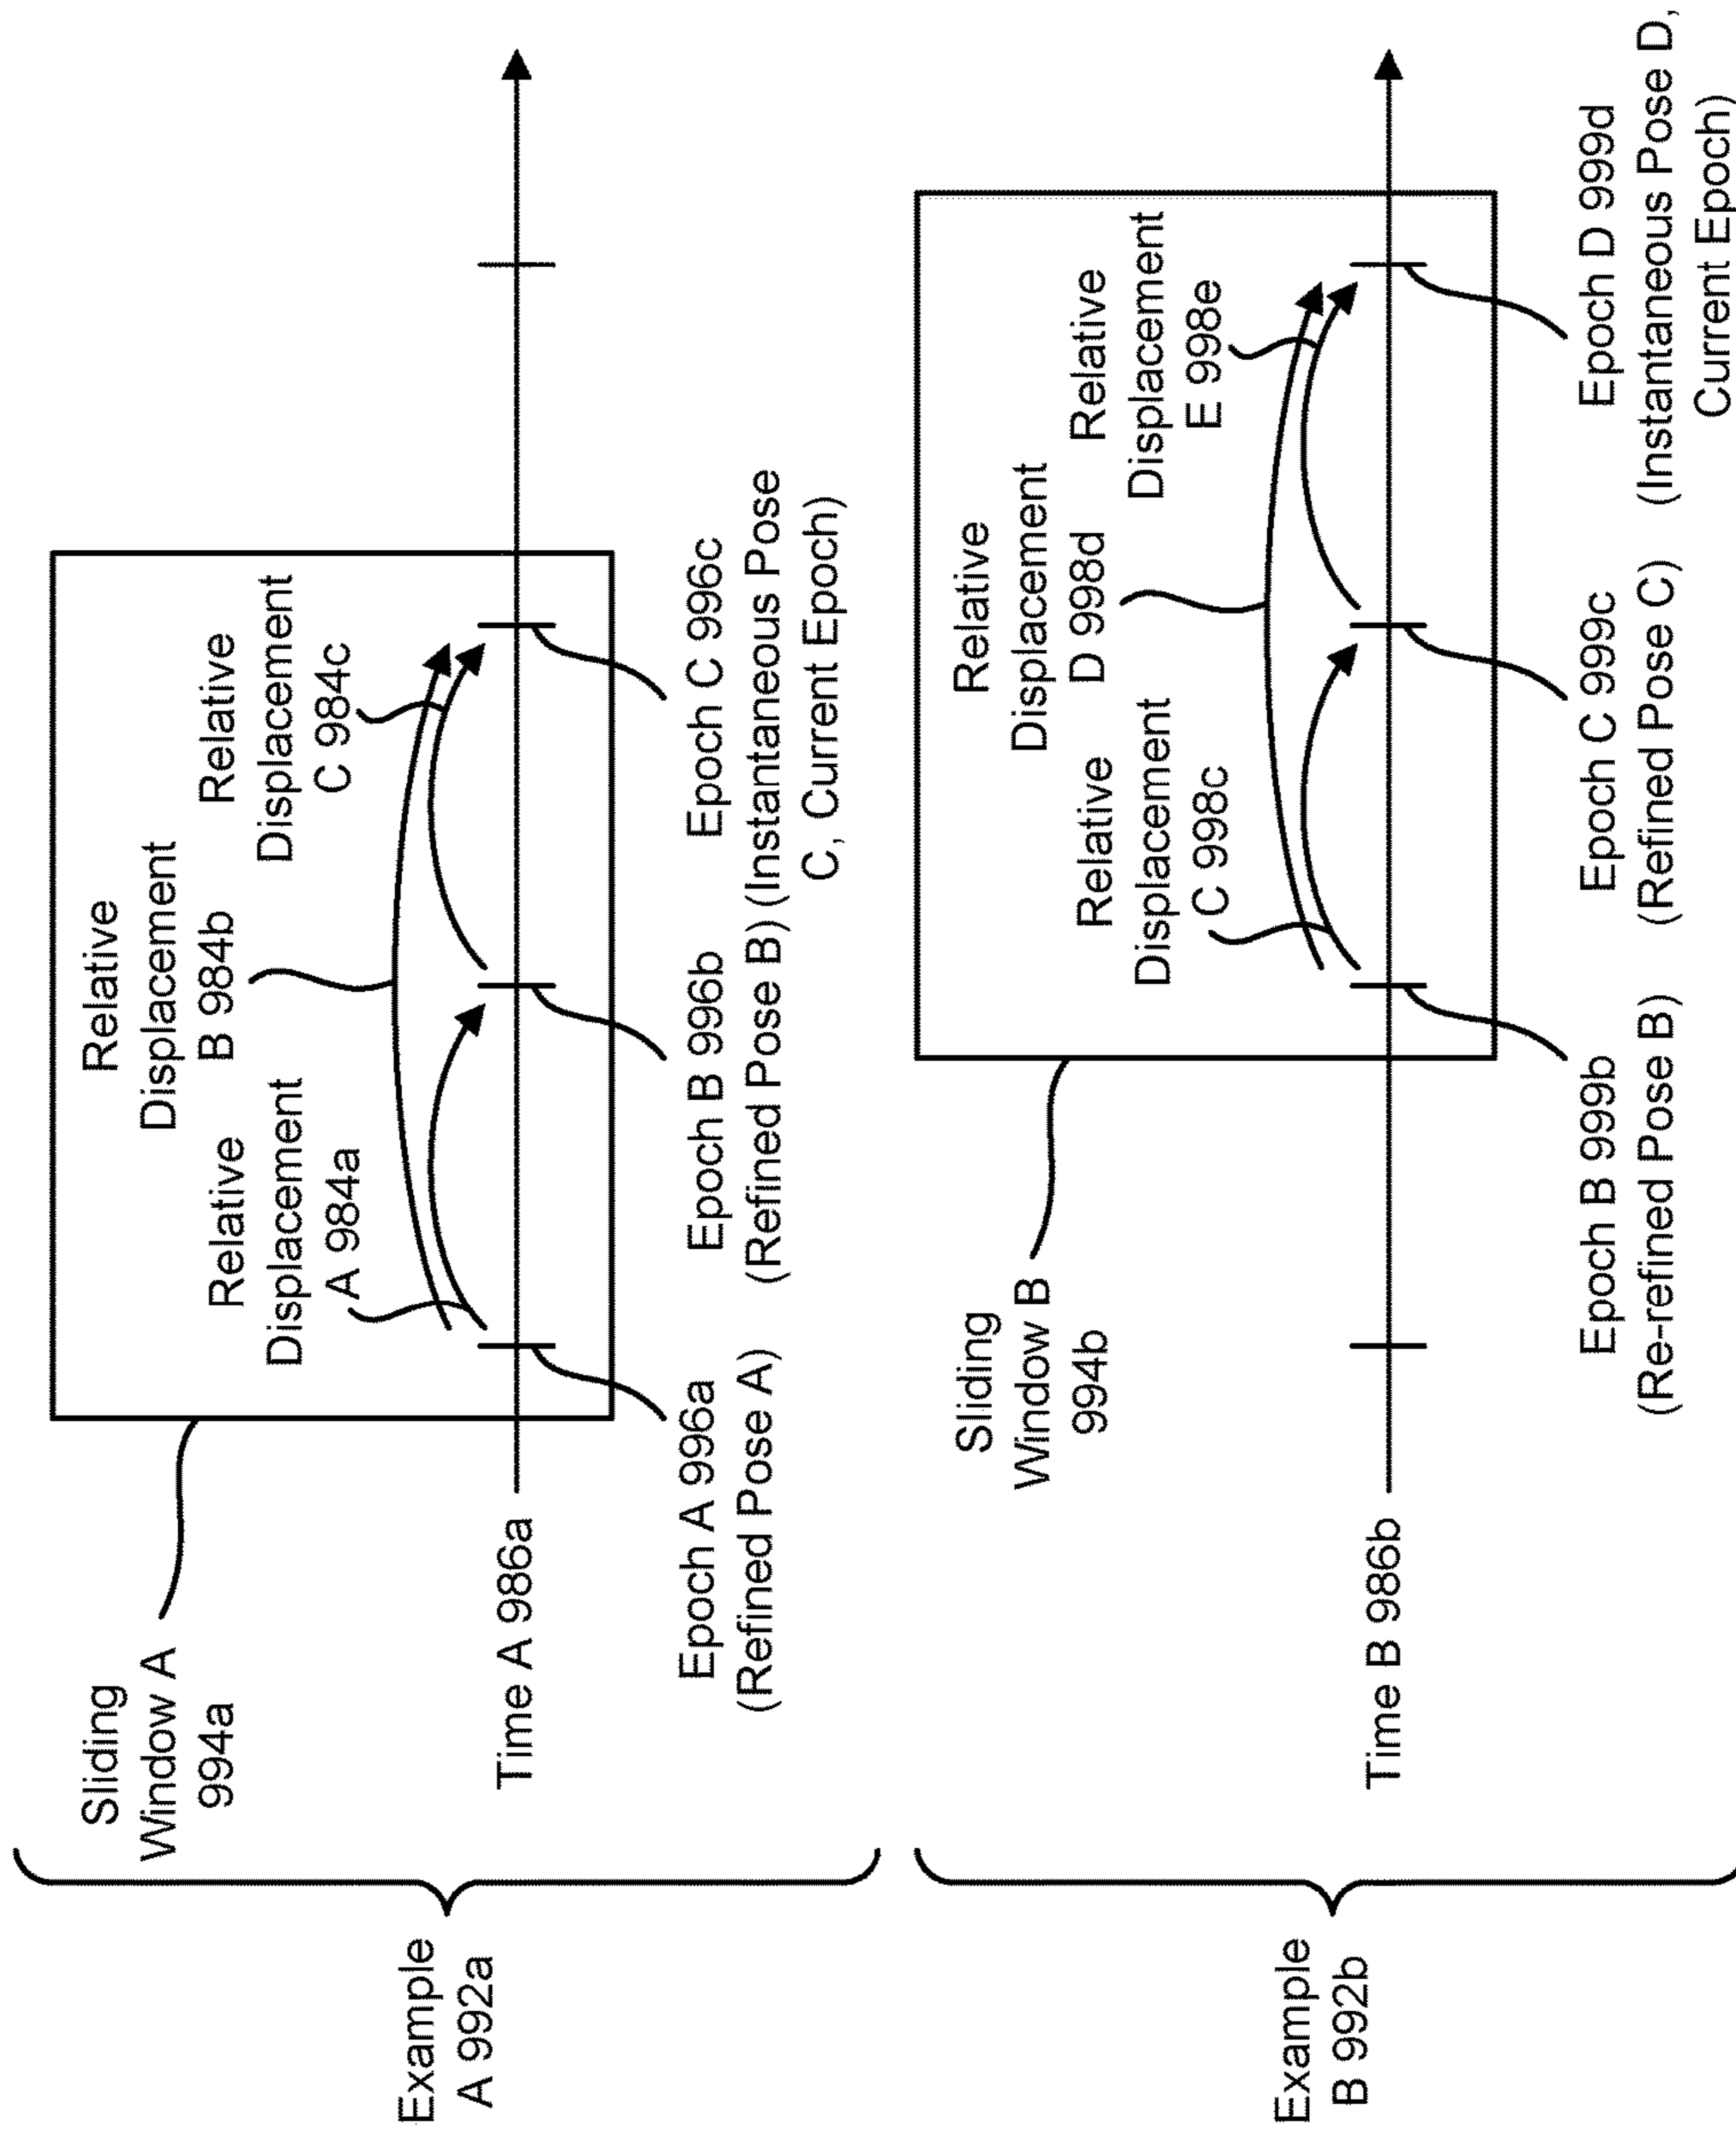 Example
A 992a
Sliding
Window A
994a
Relative
Displacement
B 984b
Relative
Displacement
A 984a
Relative
Displacement
C 984c
Time A 986a
Epoch A 996a
(Refined Pose A)
Epoch B 996b
(Refined Pose B)
Epoch C 996c
(Instantaneous Pose
C, Current Epoch)
Example
B 992b
Sliding
Window B
994b
Relative
Displacement
D 998d
Relative
Displacement
C 998c
Relative
Displacement
E 998e
Time B 986b
Epoch B 999b
(Re-refined Pose B)
Epoch C 999c
(Refined Pose C)
Epoch D 999d
(Instantaneous Pose D,
Current Epoch)